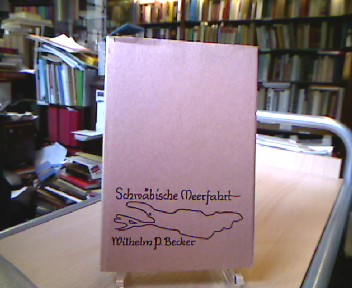 Schwäbische Meerfahrt
Wilhelm P. Becker